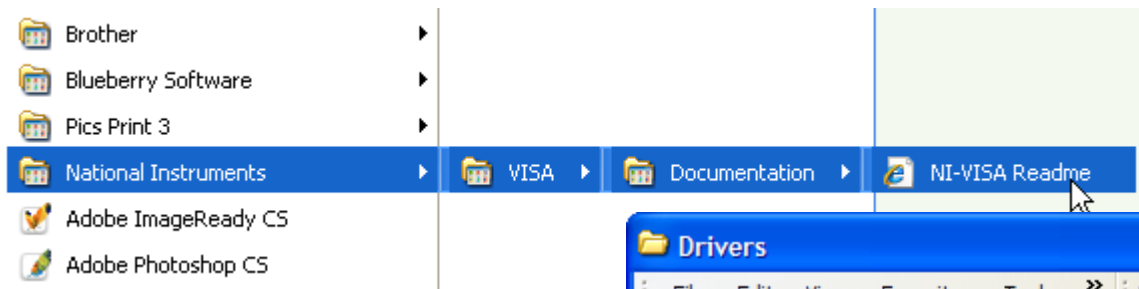 Brother
Blueberry Software
Pics Print 3
National Instruments VISA Documentation NI-VISA Readme
Adobe ImageReady CS
Drivers
Adobe Photoshop CS